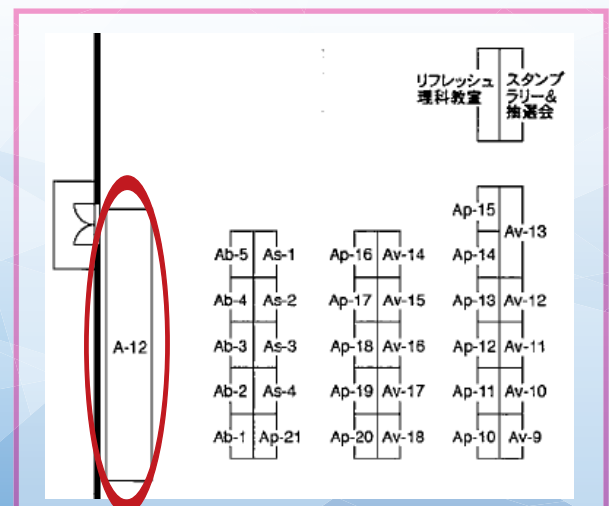 リフレッシュ
理科教室
スタンプ
ラリー&
抽選会
Ap-15
Av-13
Ab-5 As-1 Ap-16 Av-14 Ap-14
Ab-4 As-2 Ap-17 Av-15 Ap-13 Av-12
A-12 Ab-3 As-3 Ap-18 Av-16 Ap-12 Av-11
Ab-2 As-4 Ap-19 Av-17 Ap-11 Av-10
Ab-1 Ap-21 Ap-20 Av-18 Ap-10 Av-9